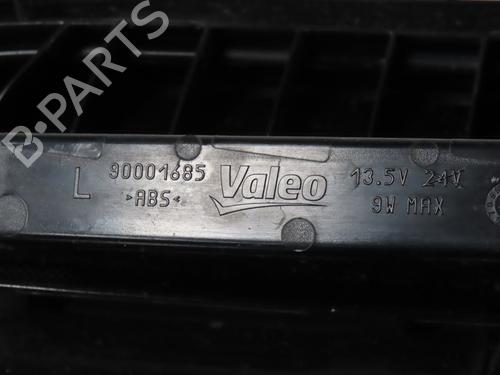 B-PARTS
L 90001685 Valeo 13.5V 24V
>ABS< 9W MAX